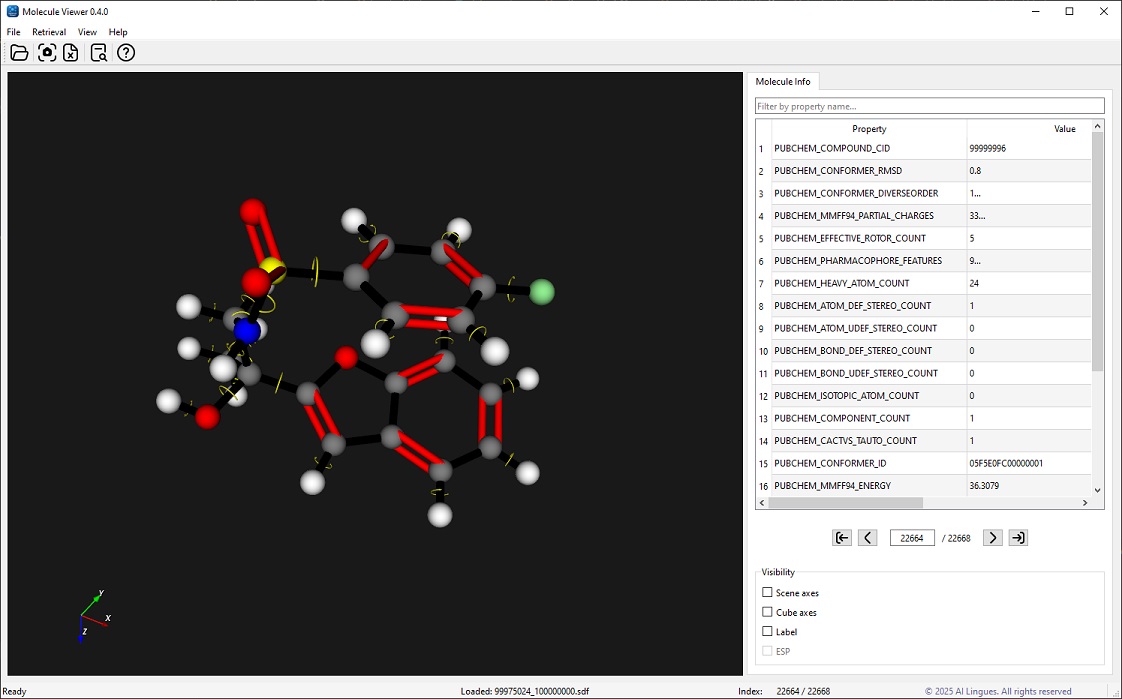 Molecule Viewer 0.4.0
File Retrieval View Help
Molecule Info
Filter by property name...
Property Value
1 PUBCHEM_COMPOUND_CID 99999996
2 PUBCHEM_CONFORMER_RMSD 0.8
3 PUBCHEM_CONFORMER_DIVERSEORDER 1...
4 PUBCHEM_MMFF94_PARTIAL_CHARGES 33...
5 PUBCHEM_EFFECTIVE_ROTOR_COUNT 5
6 PUBCHEM_PHARMACOPHORE_FEATURES 9...
7 PUBCHEM_HEAVY_ATOM_COUNT 24
8 PUBCHEM_ATOM_DEF_STEREO_COUNT 1
9 PUBCHEM_ATOM_UDEF_STEREO_COUNT 0
10 PUBCHEM_BOND_DEF_STEREO_COUNT 0
11 PUBCHEM_BOND_UDEF_STEREO_COUNT 0
12 PUBCHEM_ISOTOPIC_ATOM_COUNT 0
13 PUBCHEM_COMPONENT_COUNT 1
14 PUBCHEM_CACTVS_TAUTO_COUNT 1
15 PUBCHEM_CONFORMER_ID 05F5E0FC00000001
16 PUBCHEM_MMFF94_ENERGY 36.3079
22664 / 22668
Visibility
Scene axes
Cube axes
Label
ESP
Y
X
Z
Ready Loaded: 99975024_100000000.sdf Index: 22664 / 22668 © 2025 AI Lingues. All rights reserved